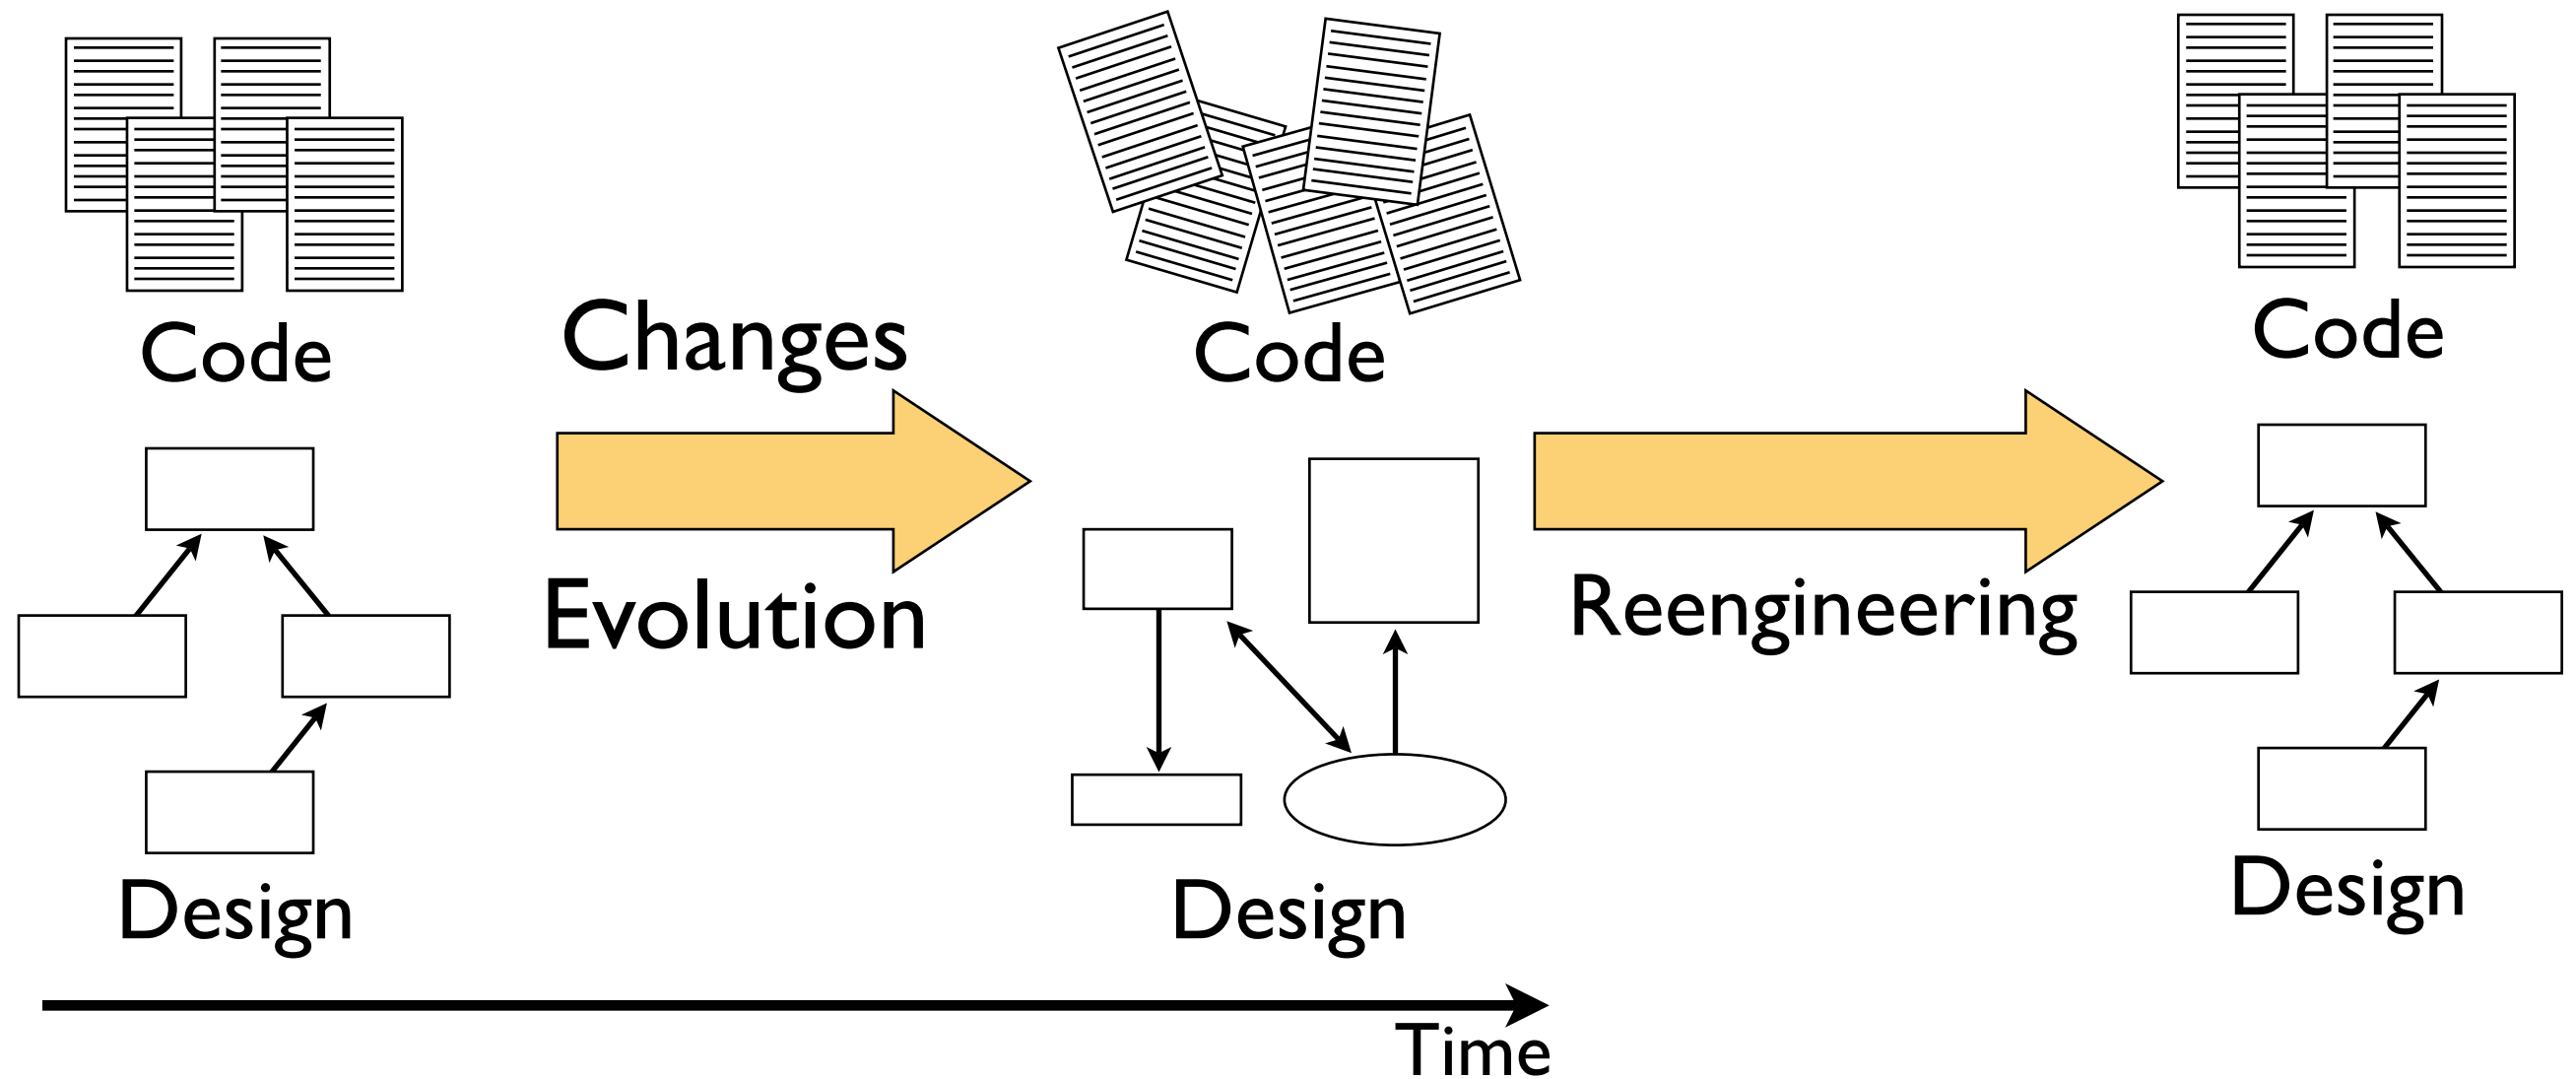 Code
Changes
Evolution
Design
Code
Design
Reengineering
Code
Design
Time